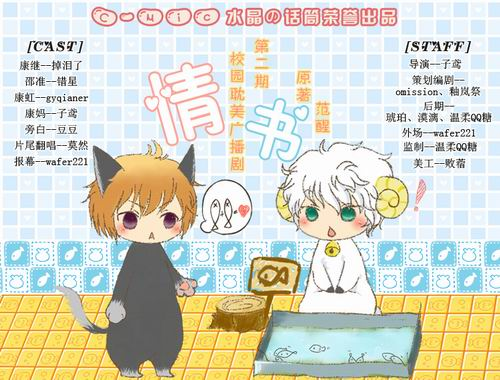 C-Mic 水晶の话筒荣誉出品
[CAST]
康继--掉泪了
邵准--错星
康虹--gyqianer
康妈--子鸢
旁白--豆豆
片尾翻唱--莫然
报幕--wafer221
情书
第二期
校园耽美广播剧
原著
范醒
[STAFF]
导演--子鸢
策划编剧--
omission、釉岚祭
后期--
琥珀、漠漓、温柔QQ糖
外场--wafer221
监制--温柔QQ糖
美工--败蓓